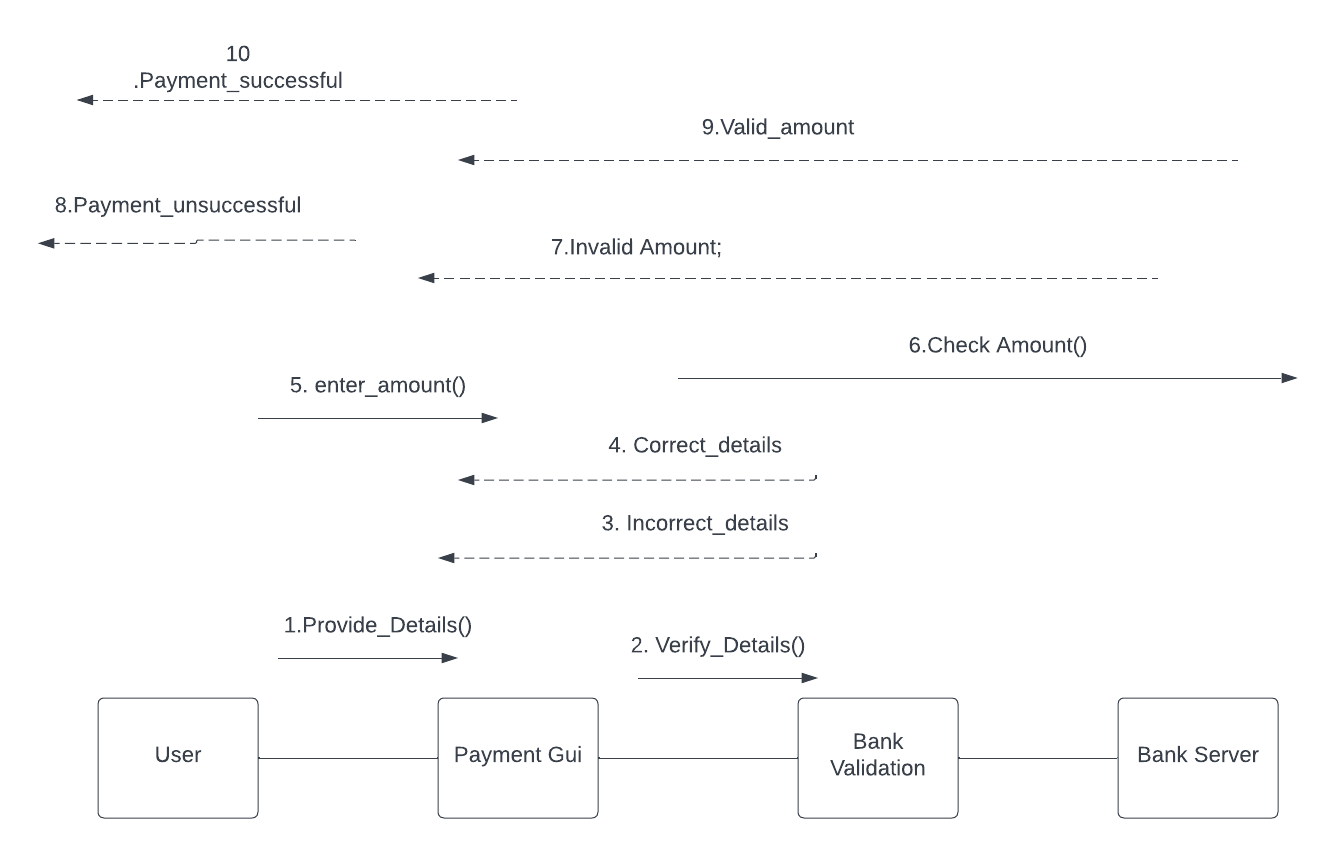 10
.Payment_successful
9.Valid_amount
8.Payment_unsuccessful
7.Invalid Amount;
6.Check Amount()
5. enter_amount()
4. Correct_details
3. Incorrect_details
1.Provide_Details()
2. Verify_Details()
User
Payment Gui
Bank
Validation
Bank Server